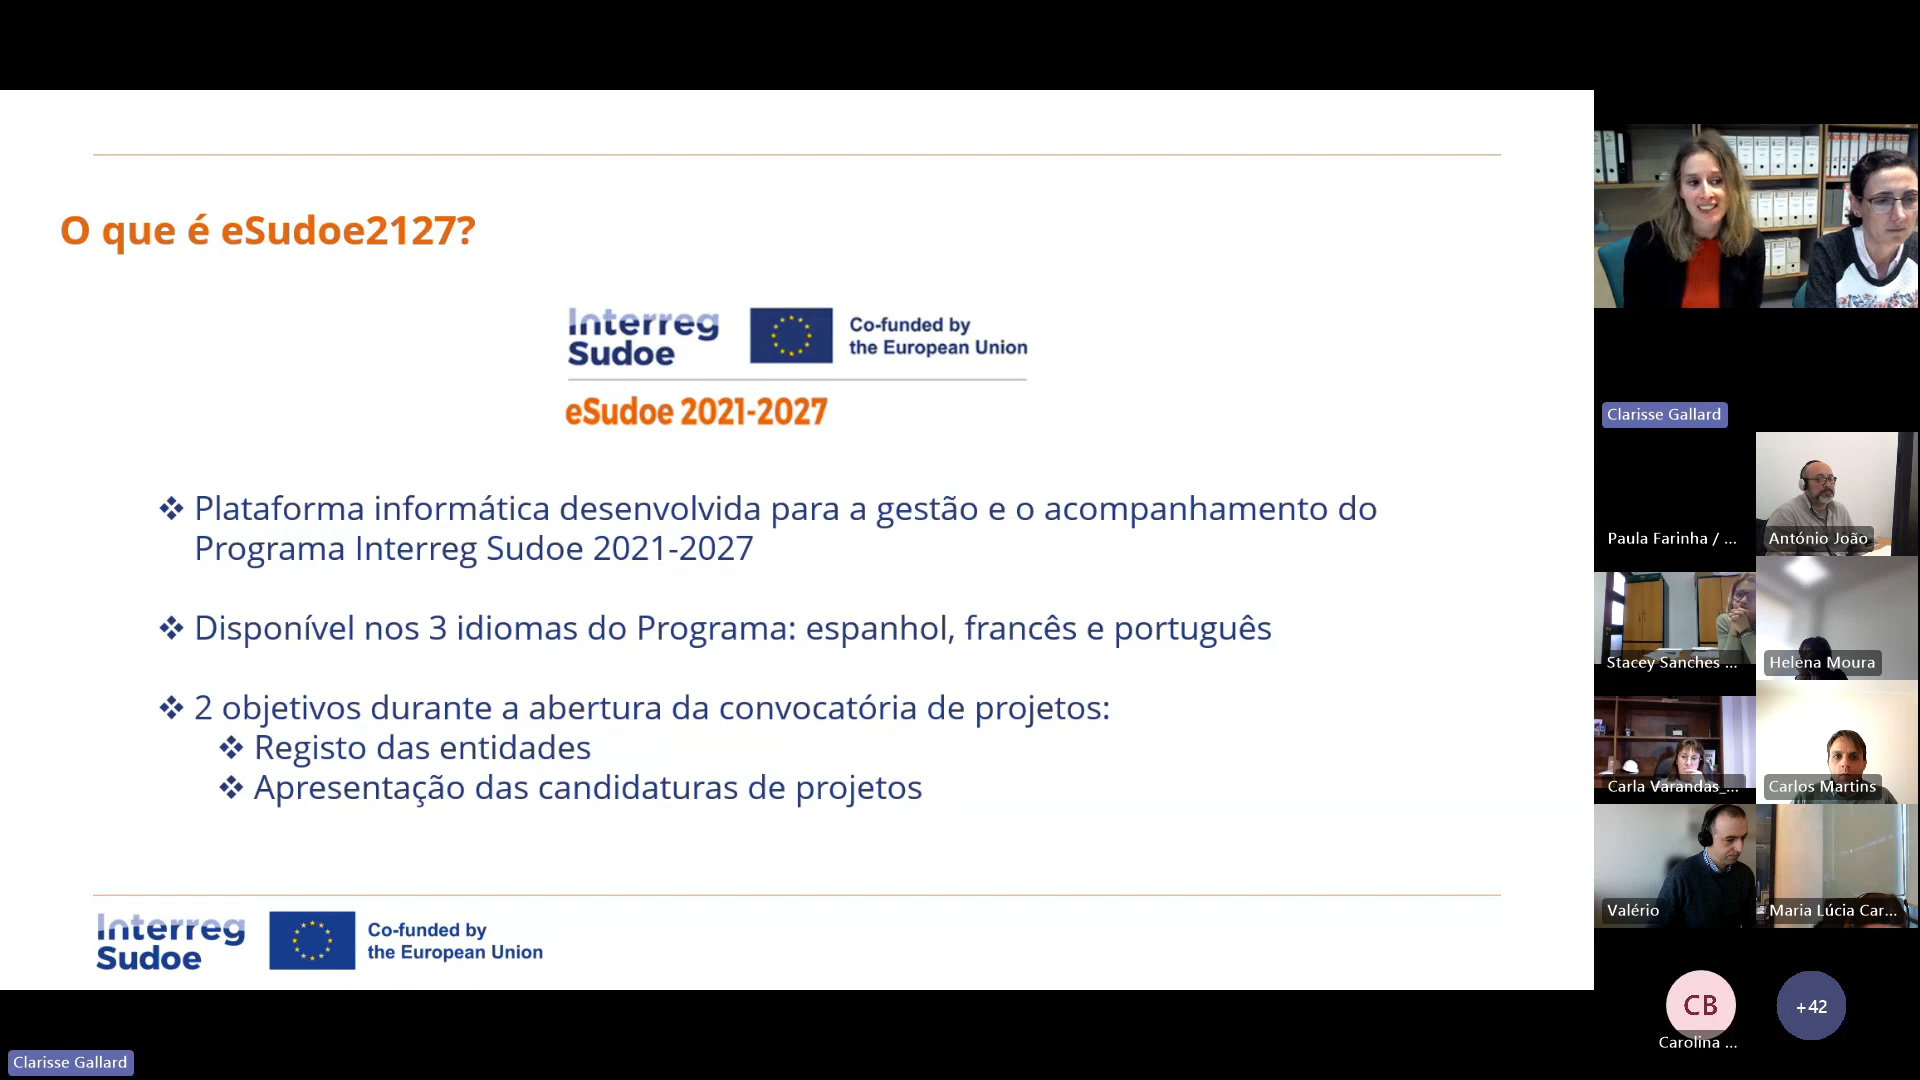 O que é eSudoe2127?
Interreg
Sudoe
Co-funded by
the European Union
eSudoe 2021-2027
❖ Plataforma informática desenvolvida para a gestão e o acompanhamento do
Programa Interreg Sudoe 2021-2027
❖ Disponível nos 3 idiomas do Programa: espanhol, francês e português
❖ 2 objetivos durante a abertura da convocatória de projetos:
❖ Registo das entidades
❖ Apresentação das candidaturas de projetos
Interreg
Sudoe
Co-funded by
the European Union
Clarisse Gallard
Clarisse Gallard
Paula Farinha / ...
António João
Stacey Sanches ...
Helena Moura
Carla Varandas_...
Carlos Martins
Valério
Maria Lúcia Car...
CB
Carolina ...
+42